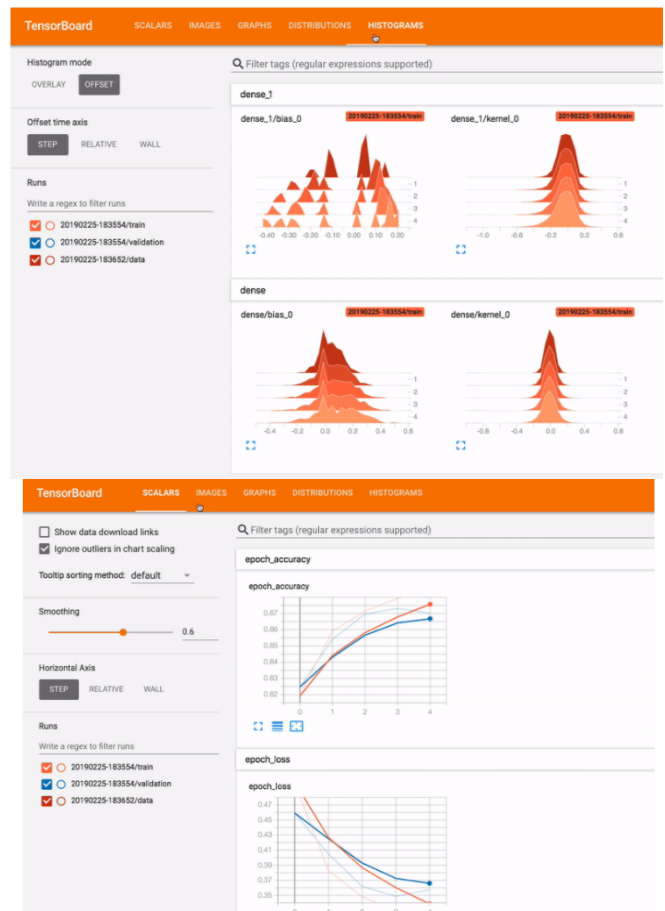 TensorBoard SCALARS IMAGES GRAPHS DISTRIBUTIONS HISTOGRAMS
Histogram mode
OVERLAY OFFSET
Offset time axis
STEP RELATIVE WALL
Runs
Write a regex to filter runs
20190225-183554/train
20190225-183554/validation
20190225-183652/data
Filter tags (regular expressions supported)
dense_1
dense_1/bias_0 20190225-183554/train
1
2
3
4
-0.40 -0.30 -0.20 -0.10 0.00 0.10 0.20
dense_1/kernel_0 20190225-183554/train
1
2
3
4
-1.0 -0.6 -0.2 0.2 0.6
dense
dense/bias_0 20190225-183554/train
1
2
3
4
-0.4 -0.2 0.0 0.2 0.4 0.6
dense/kernel_0 20190225-183554/train
1
2
3
4
-0.8 -0.4 0.0 0.4 0.8
TensorBoard SCALARS IMAGES GRAPHS DISTRIBUTIONS HISTOGRAMS
Show data download links
Ignore outliers in chart scaling
Tooltip sorting method: default
Smoothing
0.6
Horizontal Axis
STEP RELATIVE WALL
Runs
Write a regex to filter runs
20190225-183554/train
20190225-183554/validation
20190225-183652/data
Filter tags (regular expressions supported)
epoch_accuracy
epoch_accuracy
0.87
0.86
0.85
0.84
0.83
0.82
0 1 2 3 4
epoch_loss
epoch_loss
0.47
0.45
0.43
0.41
0.39
0.37
0.35